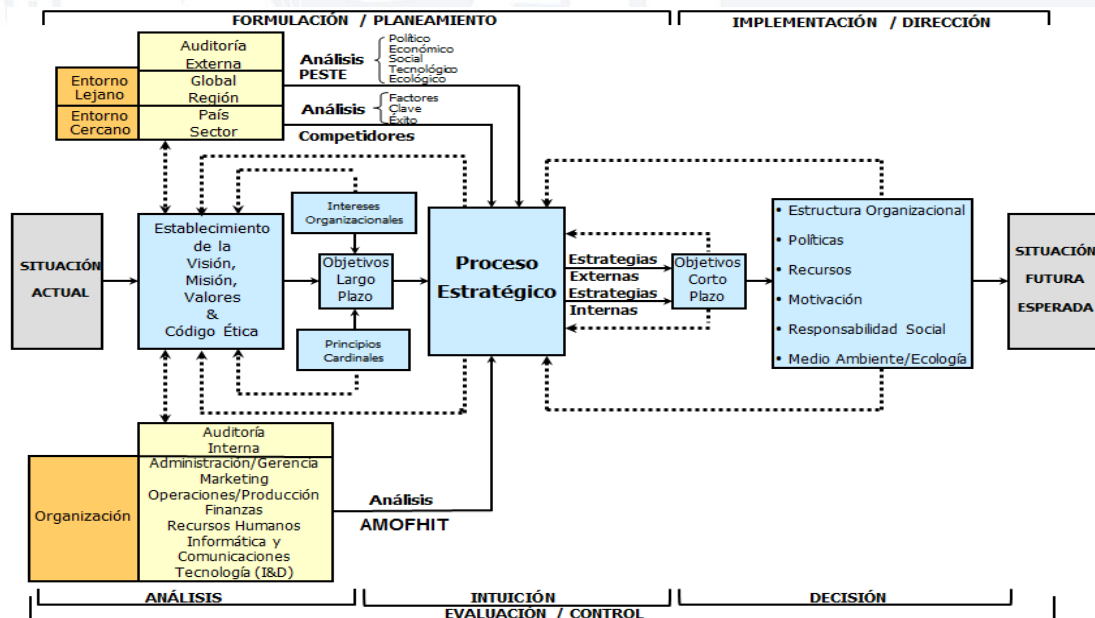 FORMULACIÓN / PLANEAMIENTO
IMPLEMENTACIÓN / DIRECCIÓN
Auditoría
Externa
Entorno
Lejano
Global
Región
Entorno
Cercano
País
Sector
Análisis
PESTE
Político
Económico
Social
Tecnológico
Ecológico
Análisis
Competidores
Factores
Clave
Éxito
SITUACIÓN
ACTUAL
Establecimiento
de la
Visión,
Misión,
Valores
&
Código Ética
Intereses
Organizacionales
Objetivos
Largo
Plazo
Principios
Cardinales
Proceso
Estratégico
Estrategias
Externas
Estrategias
Internas
Objetivos
Corto
Plazo
• Estructura Organizacional
• Políticas
• Recursos
• Motivación
• Responsabilidad Social
• Medio Ambiente/Ecología
SITUACIÓN
FUTURA
ESPERADA
Auditoría
Interna
Organización
Administración/Gerencia
Marketing
Operaciones/Producción
Finanzas
Recursos Humanos
Informática y
Comunicaciones
Tecnología (I&D)
Análisis
AMOFHIT
ANÁLISIS
INTUICIÓN
DECISIÓN
EVALUACIÓN / CONTROL